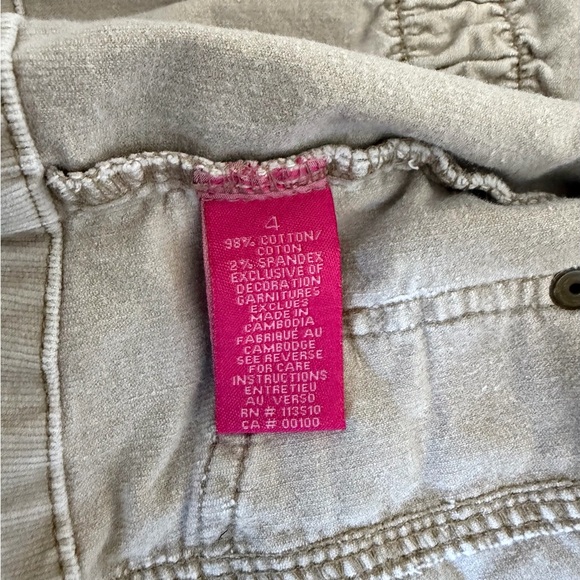 4
98% COTTON/
COTON
2% SPANDEX
EXCLUSIVE OF
DECORATION
GARNITURES
EXCLUES
MADE IN
CAMBODIA
FABRIQUÉ AU
CAMBODGE
SEE REVERSE
FOR CARE
INSTRUCTIONS
ENTRETIEU
AU VERSO
RN # 113510
CA # 00100